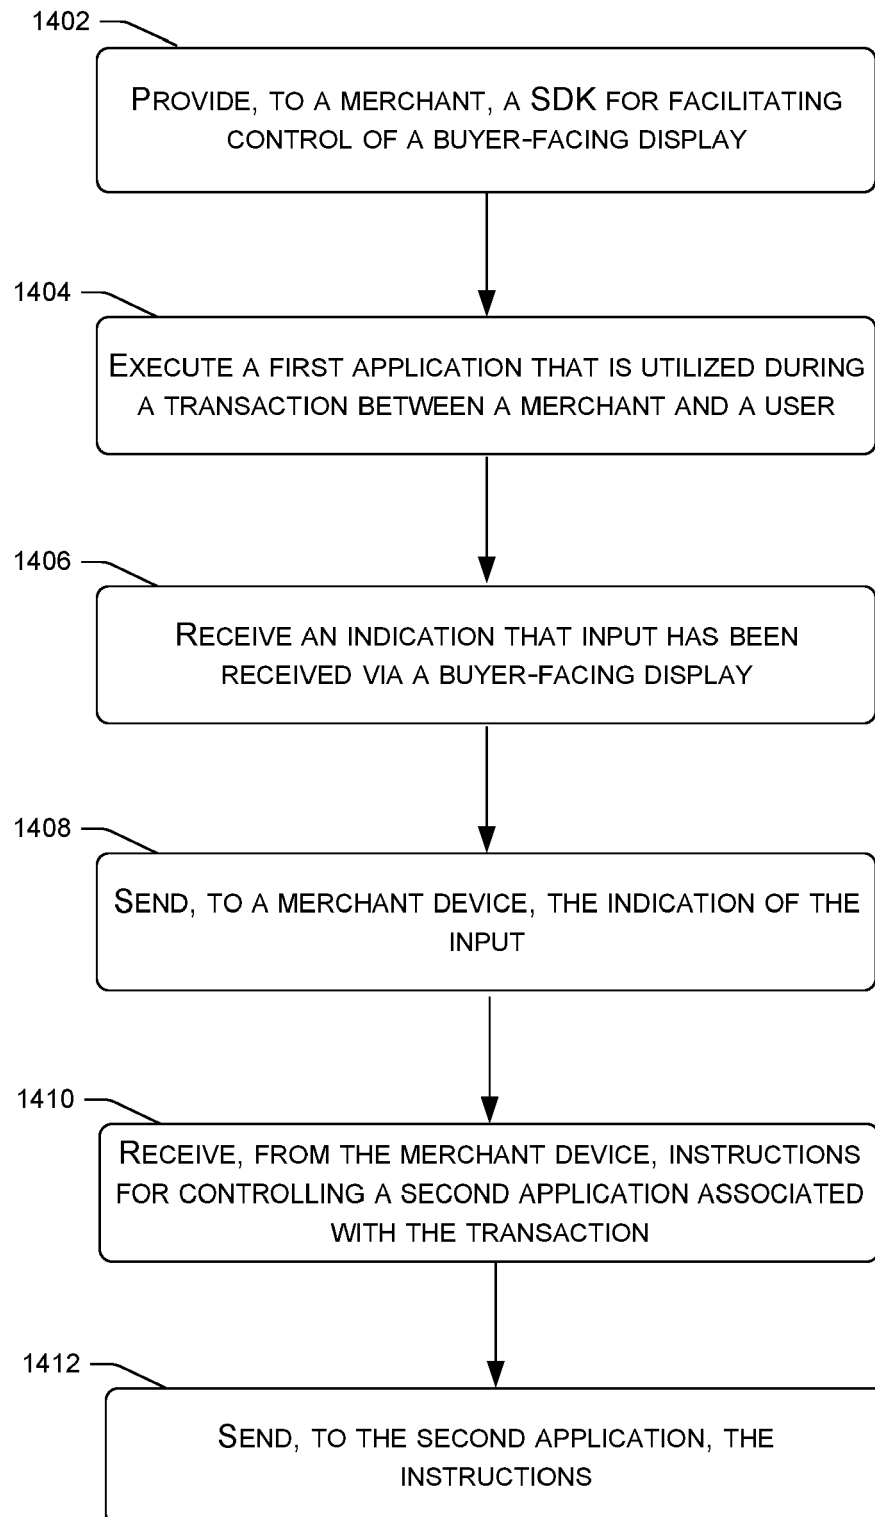 1402
PROVIDE, TO A MERCHANT, A SDK FOR FACILITATING
CONTROL OF A BUYER-FACING DISPLAY
1404
EXECUTE A FIRST APPLICATION THAT IS UTILIZED DURING
A TRANSACTION BETWEEN A MERCHANT AND A USER
1406
RECEIVE AN INDICATION THAT INPUT HAS BEEN
RECEIVED VIA A BUYER-FACING DISPLAY
1408
SEND, TO A MERCHANT DEVICE, THE INDICATION OF THE
INPUT
1410
RECEIVE, FROM THE MERCHANT DEVICE, INSTRUCTIONS
FOR CONTROLLING A SECOND APPLICATION ASSOCIATED
WITH THE TRANSACTION
1412
SEND, TO THE SECOND APPLICATION, THE
INSTRUCTIONS